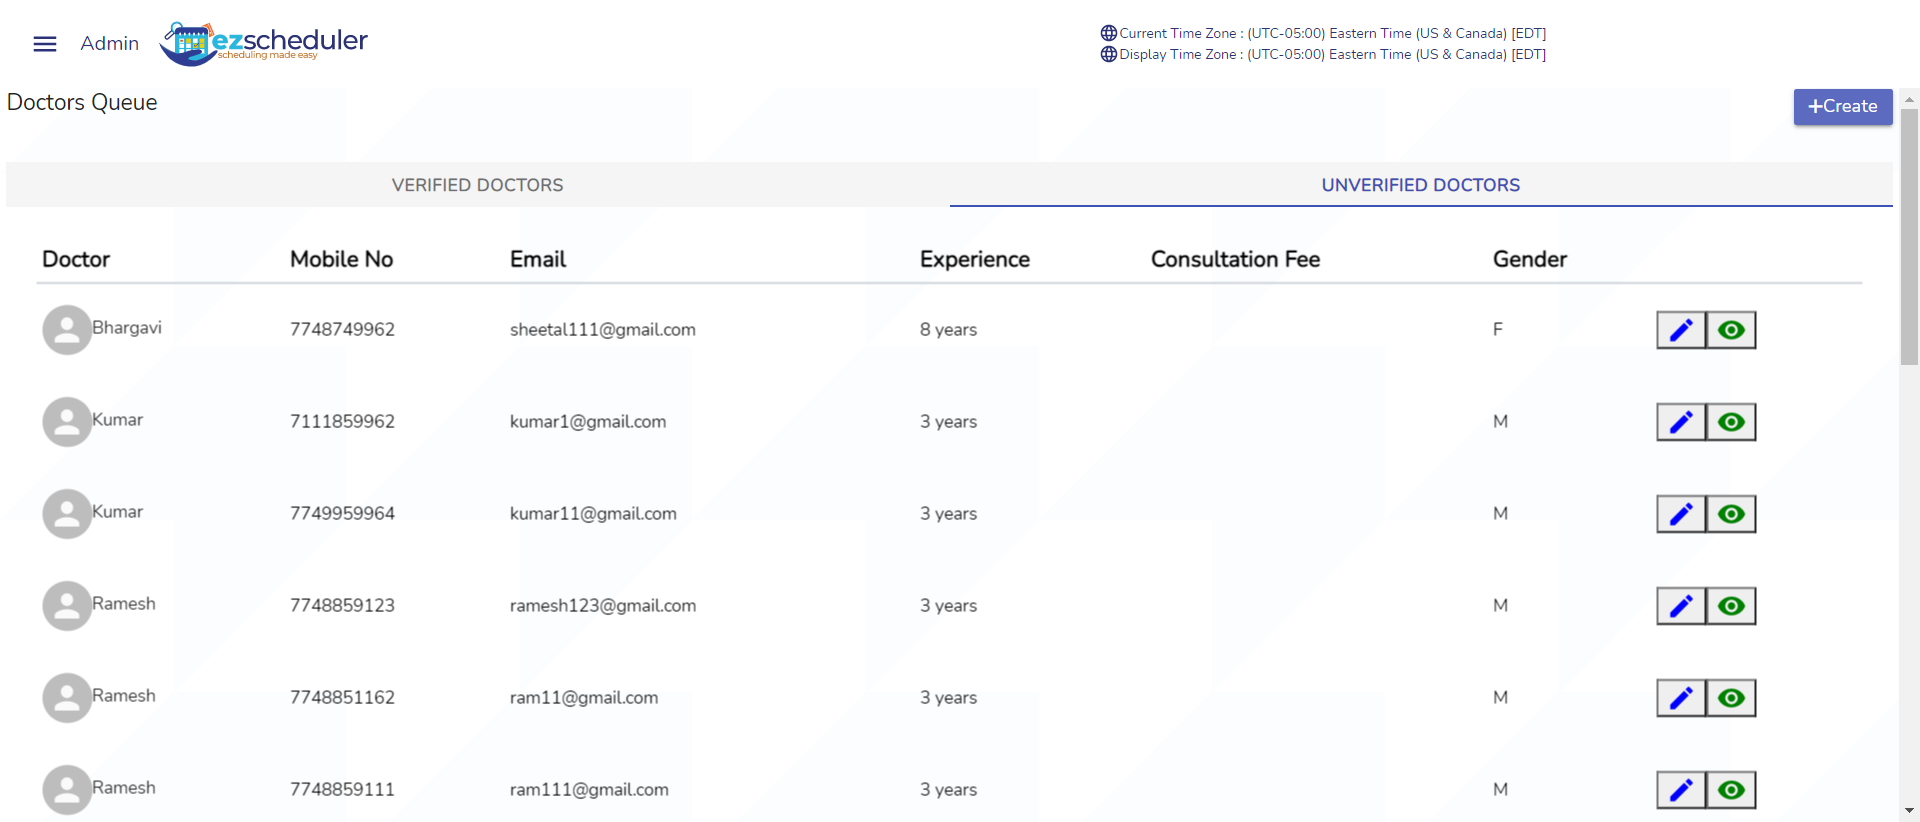 Admin
ezscheduler
scheduling made easy
Current Time Zone : (UTC-05:00) Eastern Time (US & Canada) [EDT]
Display Time Zone : (UTC-05:00) Eastern Time (US & Canada) [EDT]
Doctors Queue
+Create
VERIFIED DOCTORS UNVERIFIED DOCTORS
Doctor Mobile No Email Experience Consultation Fee Gender
Bhargavi 7748749962 sheetal111@gmail.com 8 years F
Kumar 7111859962 kumar1@gmail.com 3 years M
Kumar 7749959964 kumar11@gmail.com 3 years M
Ramesh 7748859123 ramesh123@gmail.com 3 years M
Ramesh 7748851162 ram11@gmail.com 3 years M
Ramesh 7748859111 ram111@gmail.com 3 years M